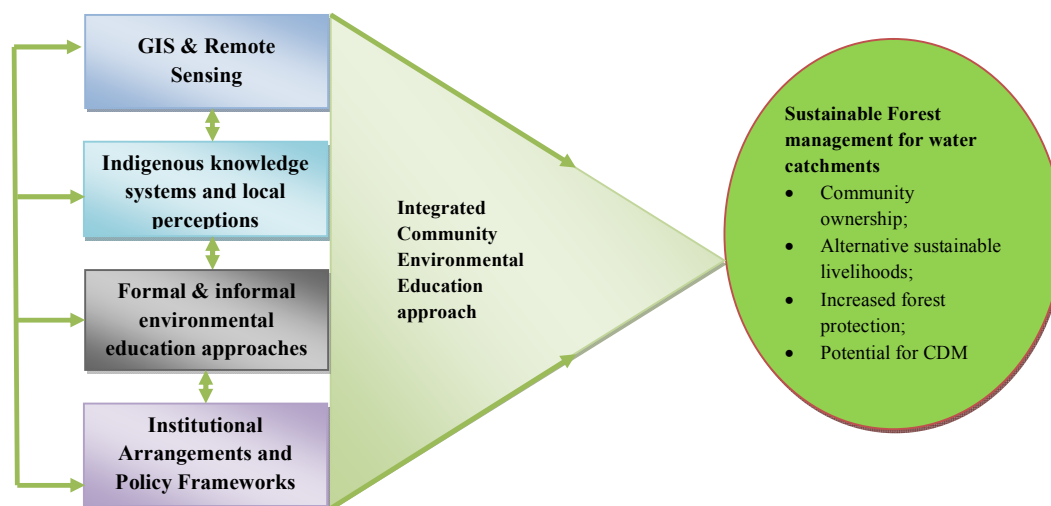 GIS & Remote
Sensing
Indigenous knowledge
systems and local
perceptions
Formal & informal
environmental
education approaches
Institutional
Arrangements and
Policy Frameworks
Integrated
Community
Environmental
Education
approach
Sustainable Forest
management for water
catchments
• Community
ownership;
• Alternative sustainable
livelihoods;
• Increased forest
protection;
• Potential for CDM